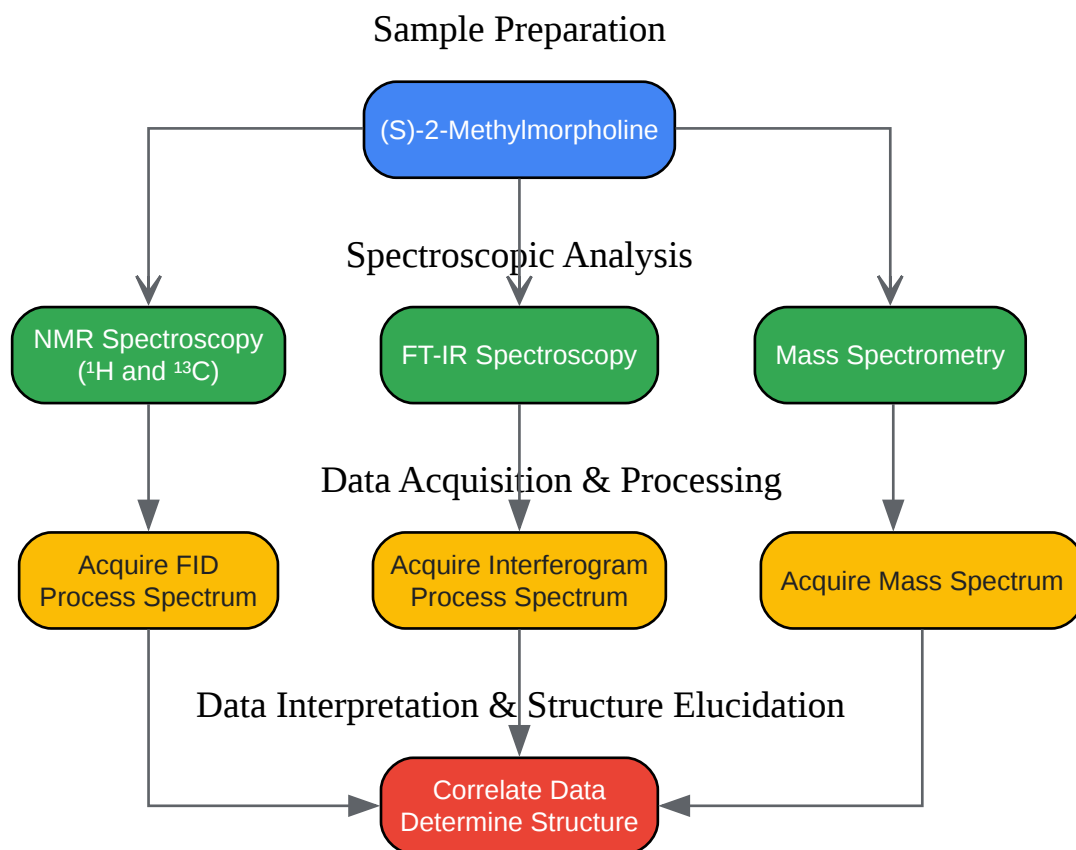 Sample Preparation
(S)-2-Methylmorpholine
Spectroscopic Analysis
NMR Spectroscopy
(¹H and ¹³C)
FT-IR Spectroscopy
Mass Spectrometry
Data Acquisition & Processing
Acquire FID
Process Spectrum
Acquire Interferogram
Process Spectrum
Acquire Mass Spectrum
Data Interpretation & Structure Elucidation
Correlate Data
Determine Structure